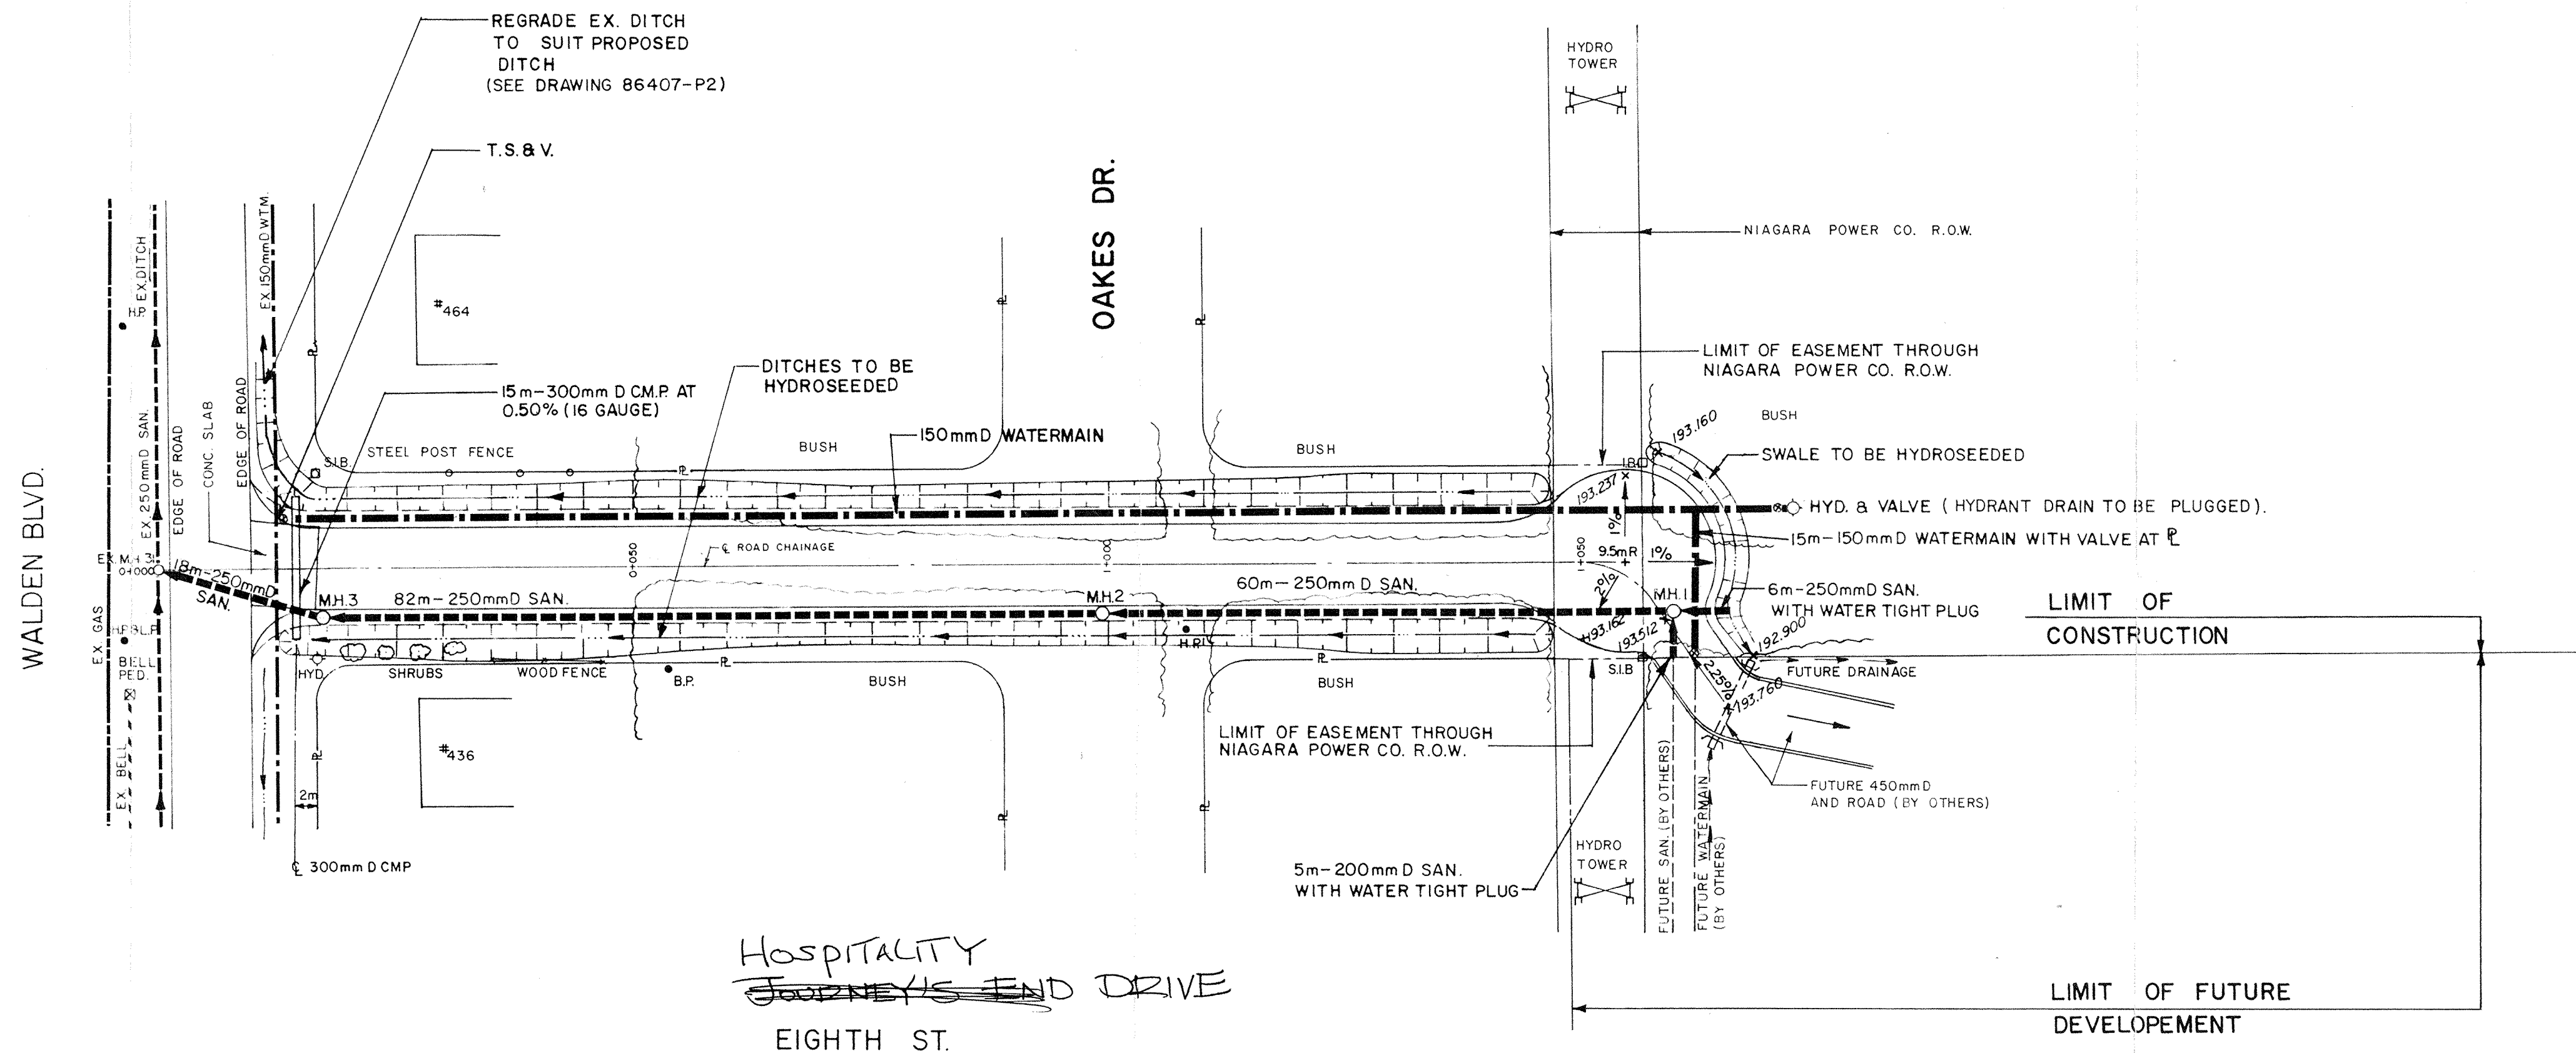 REGRADE EX. DITCH
TO SUIT PROPOSED
DITCH
(SEE DRAWING 86407-P2)
T.S.& V.
HYDRO
TOWER
OAKES DR.
NIAGARA POWER CO. R.O.W.
EX.DITCH
H.P.
EX 150mmD WTM.
℄
#464
℄
℄
DITCHES TO BE
HYDROSEEDED
15m-300mm D C.M.P. AT
0.50% (16 GAUGE)
LIMIT OF EASEMENT THROUGH
NIAGARA POWER CO. R.O.W.
193.160
BUSH
EX. 250mmD SAN.
EDGE OF ROAD
CONC. SLAB
EDGE OF ROAD
S.I.B.
STEEL POST FENCE
BUSH
150mmD WATERMAIN
BUSH
I.B.
SWALE TO BE HYDROSEEDED
193.237
1%
HYD. & VALVE ( HYDRANT DRAIN TO BE PLUGGED).
15m-150mmD WATERMAIN WITH VALVE AT ℄
WALDEN BLVD.
EX. M.H. 31
0+000
18m-250mmD
SAN.
0+050
℄ ROAD CHAINAGE
1+000
1+050
9.5mR
1%
2%
M.H.3
82m-250mmD SAN.
M.H.2
60m-250mm D SAN.
M.H.1
6m-250mmD SAN.
WITH WATER TIGHT PLUG
LIMIT OF
CONSTRUCTION
EX GAS
BELL
PED.
EX. BELL
HYD.
SHRUBS
WOOD FENCE
B.P.
BUSH
BUSH
S.I.B
193.162
193.512
192.900
2.25%
193.760
FUTURE DRAINAGE
#436
2m
LIMIT OF EASEMENT THROUGH
NIAGARA POWER CO. R.O.W.
FUTURE 450mmD
AND ROAD (BY OTHERS)
℄ 300mm D CMP
5m-200mm D SAN.
WITH WATER TIGHT PLUG
HYDRO
TOWER
FUTURE SAN. (BY OTHERS)
FUTURE WATERMAIN
(BY OTHERS)
HOSPITALITY
JOURNEY'S END DRIVE
EIGHTH ST.
LIMIT OF FUTURE
DEVELOPEMENT